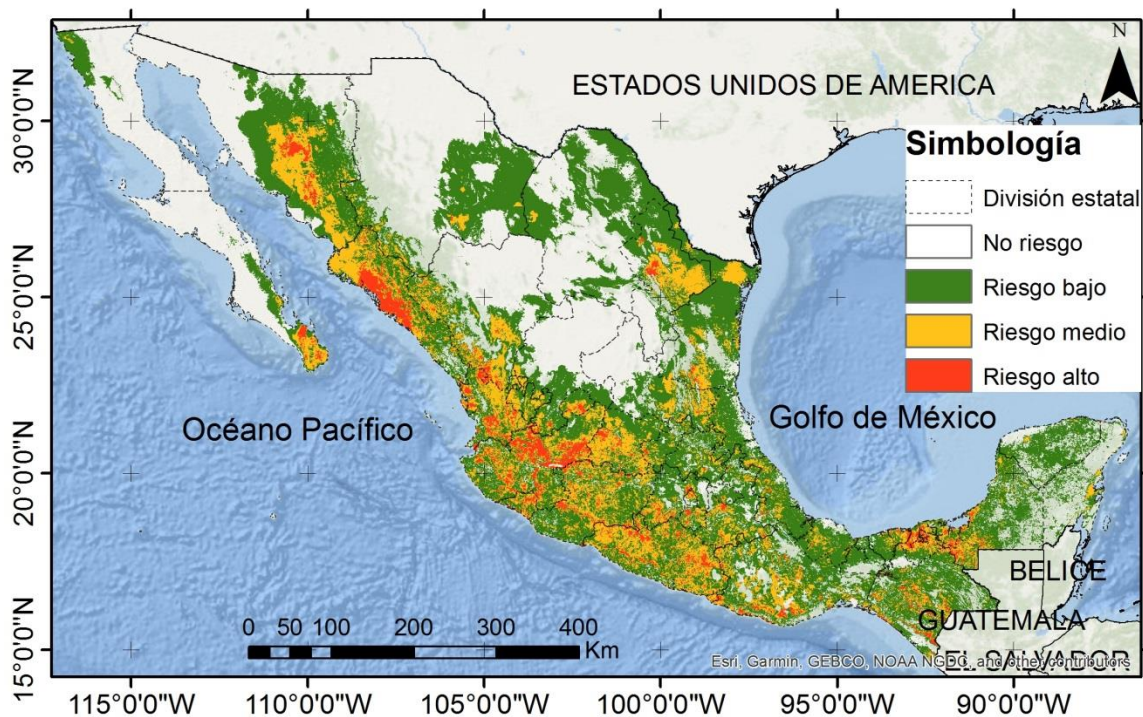 N
ESTADOS UNIDOS DE AMERICA
Simbología
División estatal
No riesgo
Riesgo bajo
Riesgo medio
Riesgo alto
Océano Pacífico
Golfo de México
BELICE
GUATEMALA
EL SALVADOR
0 50 100 200 300 400
Km
Esri, Garmin, GEBCO, NOAA NGDC, and other contributors
30°0'0"N
25°0'0"N
20°0'0"N
15°0'0"N
115°0'0"W 110°0'0"W 105°0'0"W 100°0'0"W 95°0'0"W 90°0'0"W